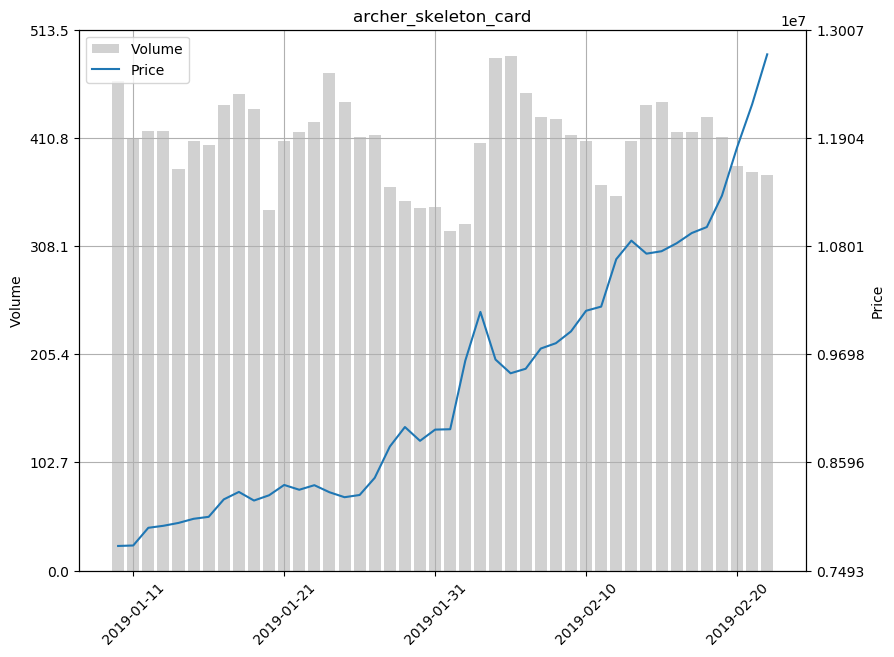 archer_skeleton_card
1e7
513.5
410.8
308.1
205.4
102.7
0.0
Volume
Volume
Price
1.3007
1.1904
1.0801
0.9698
0.8596
0.7493
Price
2019-01-11
2019-01-21
2019-01-31
2019-02-10
2019-02-20